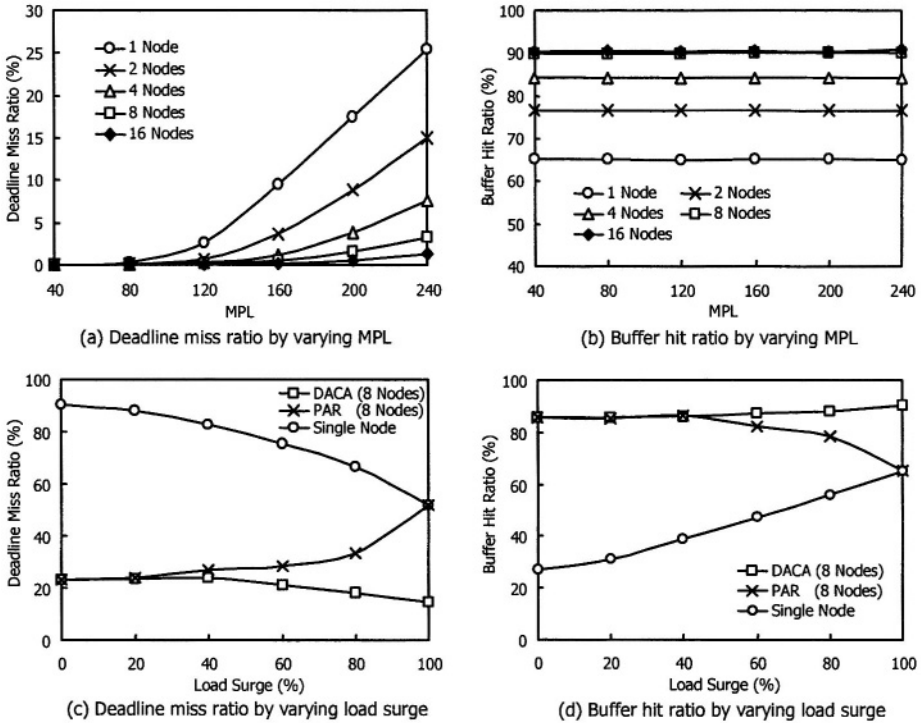 30
25
20
15
10
5
0
Deadline Miss Ratio (%)
1 Node
2 Nodes
4 Nodes
8 Nodes
16 Nodes
40 80 120 160 200 240
MPL
(a) Deadline miss ratio by varying MPL
100
90
80
70
60
50
40
Buffer Hit Ratio (%)
1 Node 2 Nodes
4 Nodes 8 Nodes
16 Nodes
40 80 120 160 200 240
MPL
(b) Buffer hit ratio by varying MPL
100
80
60
40
20
0
Deadline Miss Ratio (%)
DACA (8 Nodes)
PAR (8 Nodes)
Single Node
0 20 40 60 80 100
Load Surge (%)
(c) Deadline miss ratio by varying load surge
100
80
60
40
20
0
Buffer Hit Ratio (%)
DACA (8 Nodes)
PAR (8 Nodes)
Single Node
0 20 40 60 80 100
Load Surge (%)
(d) Buffer hit ratio by varying load surge